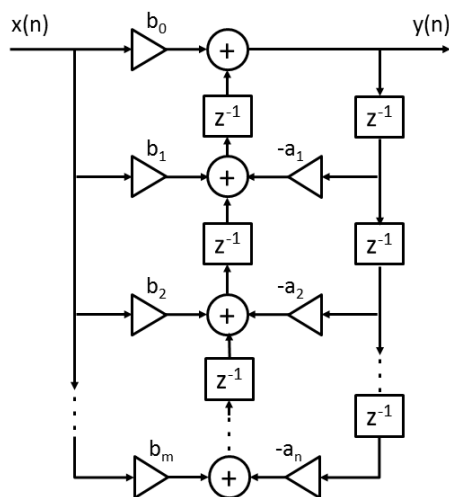 x(n) b₀ + y(n)
z⁻¹ z⁻¹
b₁ + -a₁
z⁻¹ z⁻¹
b₂ + -a₂
z⁻¹
z⁻¹
bₘ + -aₙ